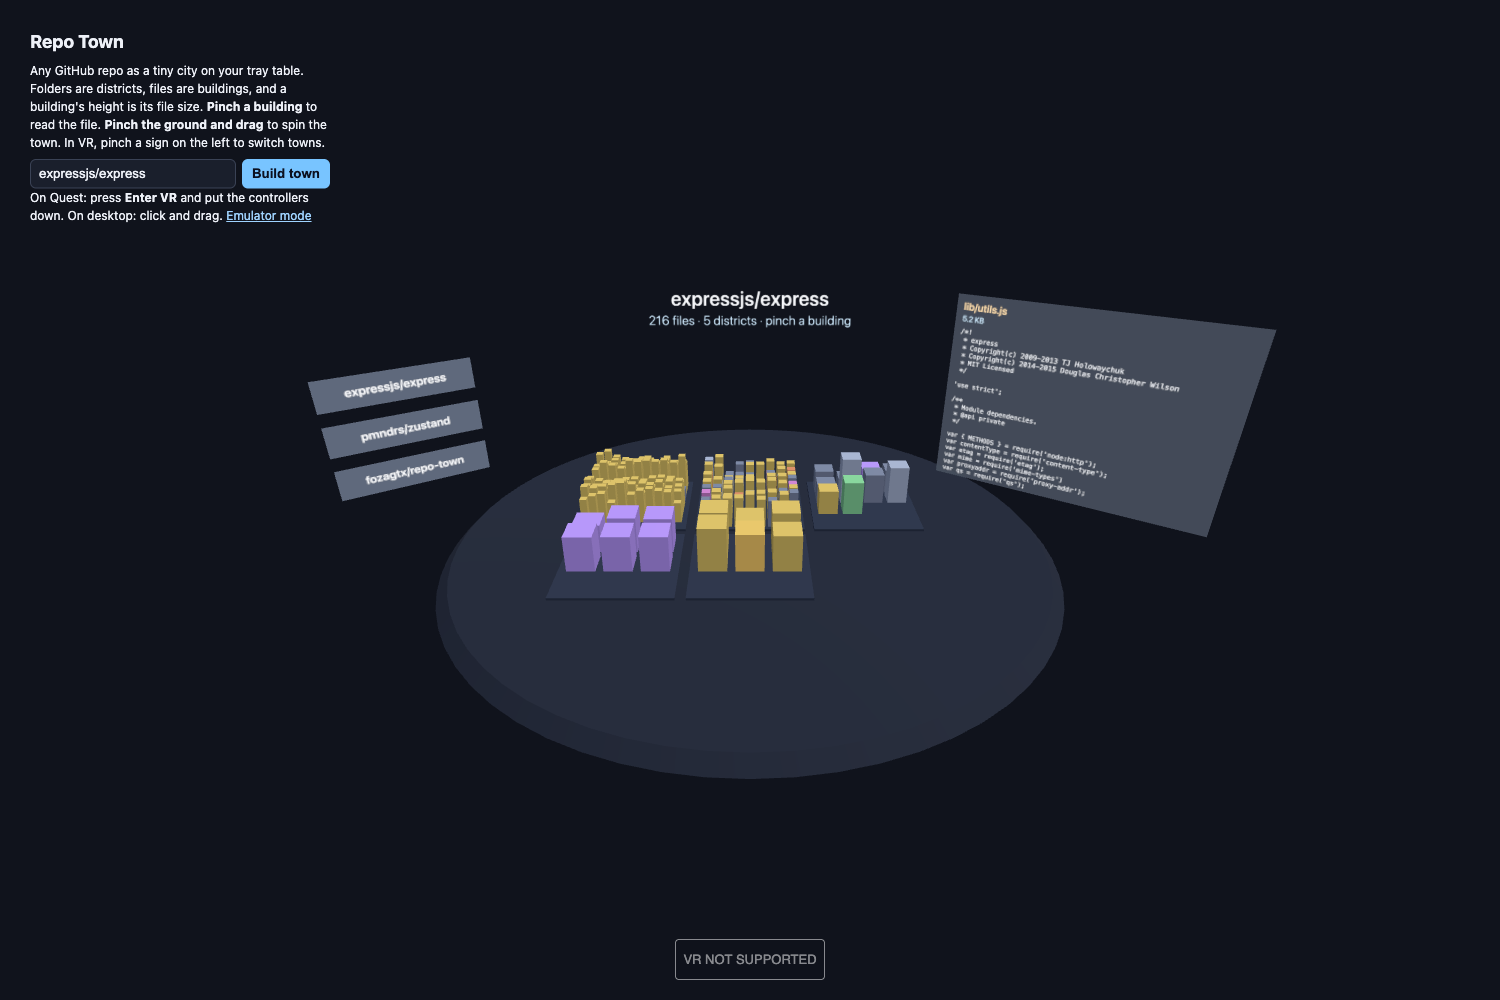 Repo Town
Any GitHub repo as a tiny city on your tray table.
Folders are districts, files are buildings, and a
building's height is its file size. Pinch a building to
read the file. Pinch the ground and drag to spin the
town. In VR, pinch a sign on the left to switch towns.
expressjs/express
Build town
On Quest: press Enter VR and put the controllers
down. On desktop: click and drag. Emulator mode
expressjs/express
216 files · 5 districts · pinch a building
expressjs/express
pmndrs/zustand
fozagtx/repo-town
lib/utils.js
5.2 KB
/*!
* express
* Copyright(c) 2009-2013 TJ Holowaychuk
* Copyright(c) 2014-2015 Douglas Christopher Wilson
* MIT Licensed
*/
'use strict';
/**
* Module dependencies.
* @api private
*/
var { METHODS } = require('node:http');
var contentType = require('content-type');
var etag = require('etag');
var mime = require('mime-types')
var proxyaddr = require('proxy-addr');
var qs = require('qs');
VR NOT SUPPORTED